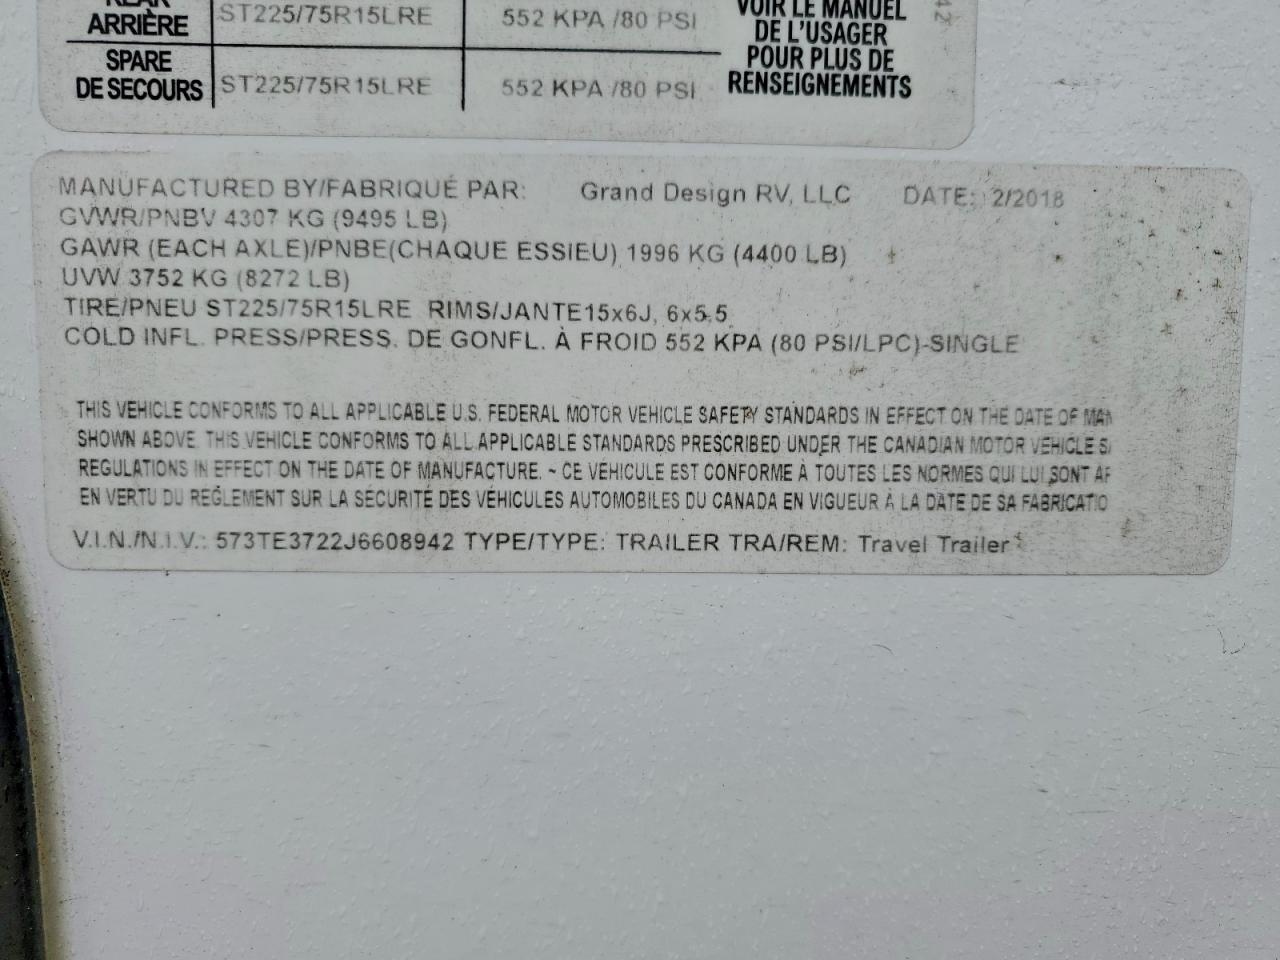 REAR
ARRIÈRE ST225/75R15LRE 552 KPA /80 PSI
SPARE
DE SECOURS ST225/75R15LRE 552 KPA /80 PSI
VOIR LE MANUEL
DE L'USAGER
POUR PLUS DE
RENSEIGNEMENTS
42
MANUFACTURED BY/FABRIQUÉ PAR: Grand Design RV, LLC DATE: 2/2018
GVWR/PNBV 4307 KG (9495 LB)
GAWR (EACH AXLE)/PNBE(CHAQUE ESSIEU) 1996 KG (4400 LB)
UVW 3752 KG (8272 LB)
TIRE/PNEU ST225/75R15LRE RIMS/JANTE15x6J, 6x5.5
COLD INFL. PRESS/PRESS. DE GONFL. À FROID 552 KPA (80 PSI/LPC)-SINGLE
THIS VEHICLE CONFORMS TO ALL APPLICABLE U.S. FEDERAL MOTOR VEHICLE SAFETY STANDARDS IN EFFECT ON THE DATE OF MAN
SHOWN ABOVE. THIS VEHICLE CONFORMS TO ALL APPLICABLE STANDARDS PRESCRIBED UNDER THE CANADIAN MOTOR VEHICLE SA
REGULATIONS IN EFFECT ON THE DATE OF MANUFACTURE. ~ CE VÉHICULE EST CONFORME À TOUTES LES NORMES QUI LUI SONT AP
EN VERTU DU RÈGLEMENT SUR LA SÉCURITÉ DES VÉHICULES AUTOMOBILES DU CANADA EN VIGUEUR À LA DATE DE SA FABRICATIO
V.I.N./N.I.V.: 573TE3722J6608942 TYPE/TYPE: TRAILER TRA/REM: Travel Trailer